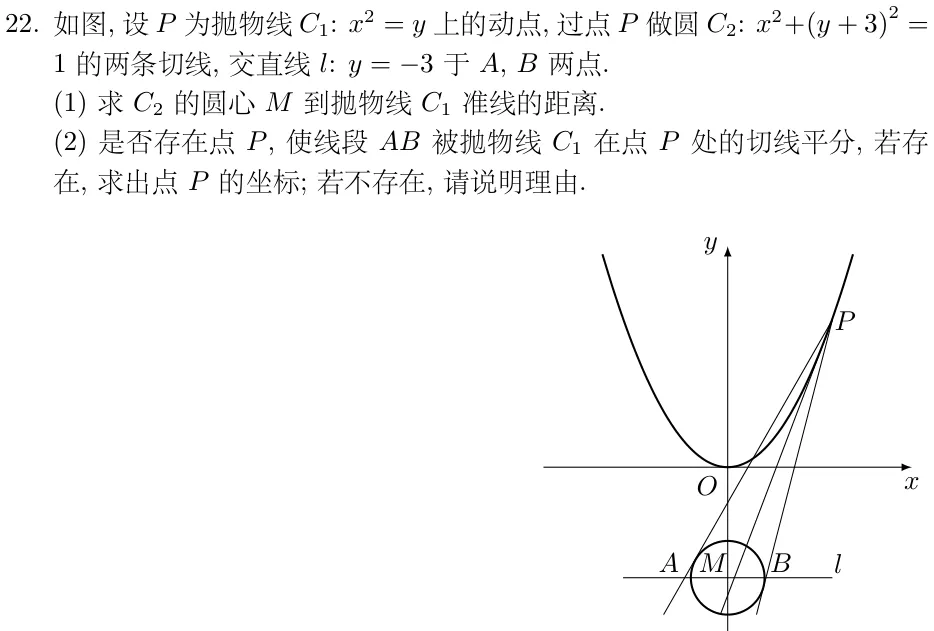 22. 如图, 设 P 为抛物线 C₁: x² = y 上的动点, 过点 P 做圆 C₂: x²+(y + 3)² =
1 的两条切线, 交直线 l: y = −3 于 A, B 两点.
(1) 求 C₂ 的圆心 M 到抛物线 C₁ 准线的距离.
(2) 是否存在点 P, 使线段 AB 被抛物线 C₁ 在点 P 处的切线平分, 若存
在, 求出点 P 的坐标; 若不存在, 请说明理由.
y
P
O
x
A M B l